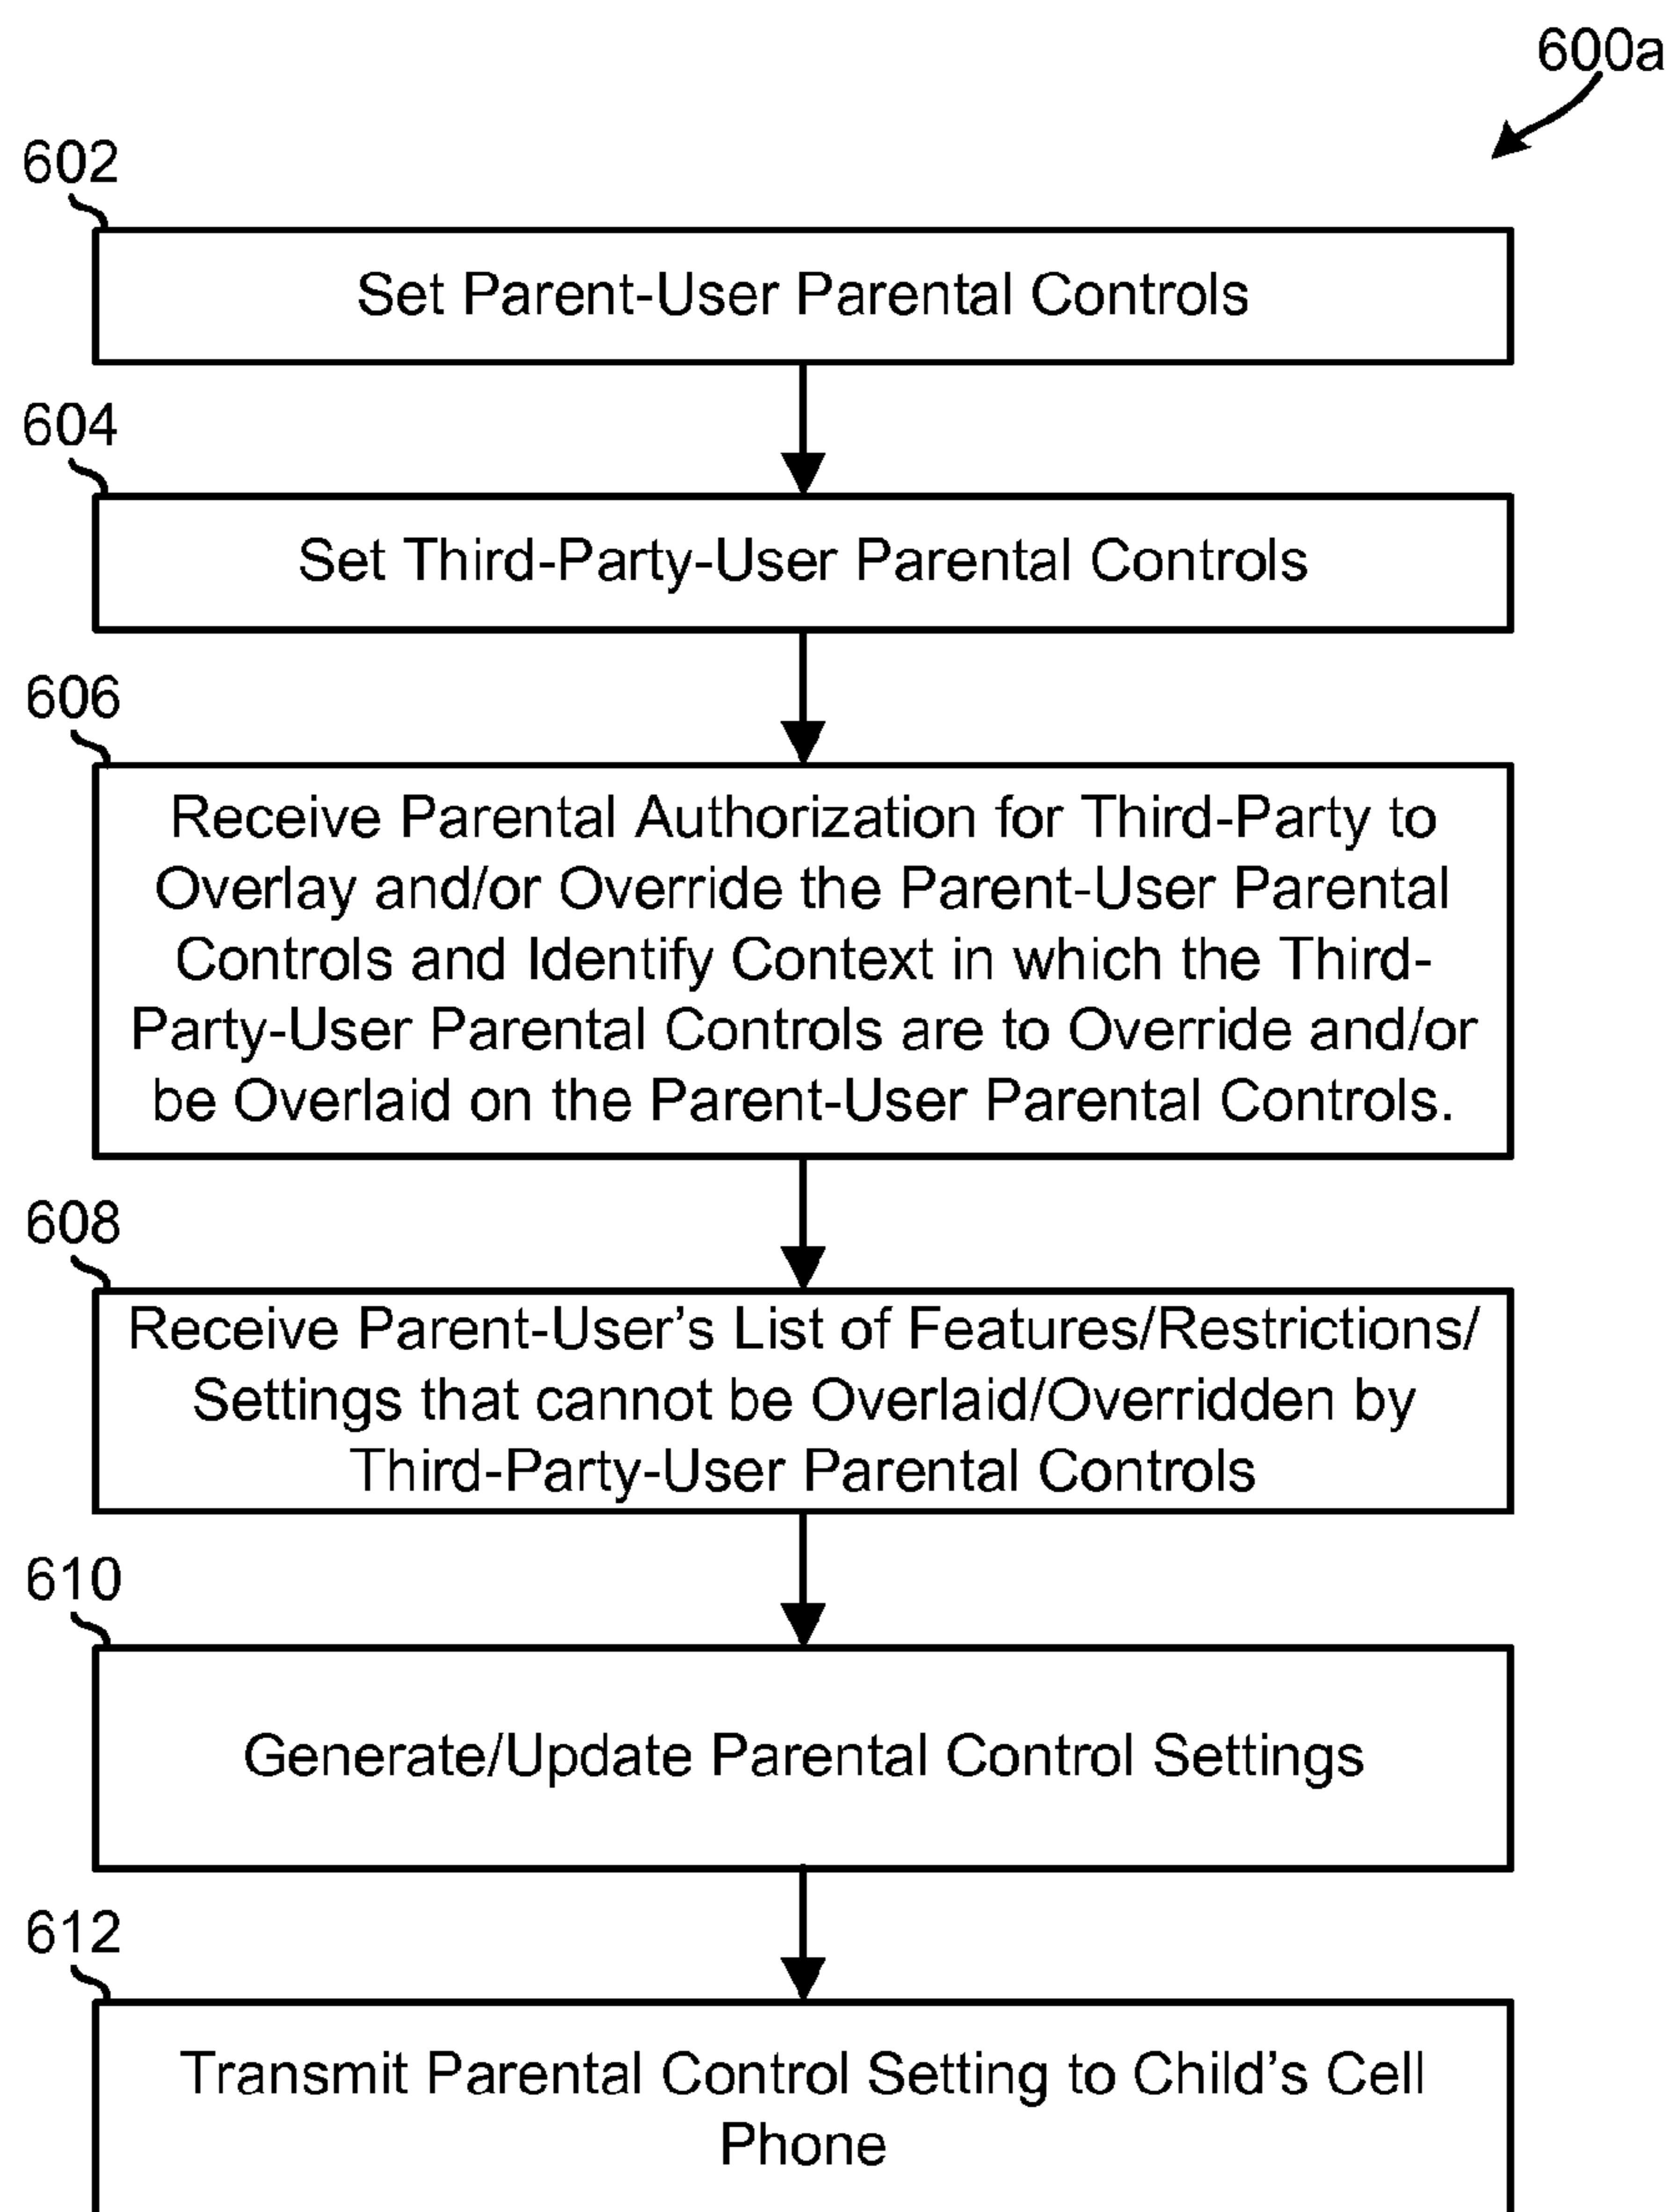 600a
602
Set Parent-User Parental Controls
604
Set Third-Party-User Parental Controls
606
Receive Parental Authorization for Third-Party to
Overlay and/or Override the Parent-User Parental
Controls and Identify Context in which the Third-
Party-User Parental Controls are to Override and/or
be Overlaid on the Parent-User Parental Controls.
608
Receive Parent-User's List of Features/Restrictions/
Settings that cannot be Overlaid/Overridden by
Third-Party-User Parental Controls
610
Generate/Update Parental Control Settings
612
Transmit Parental Control Setting to Child's Cell
Phone